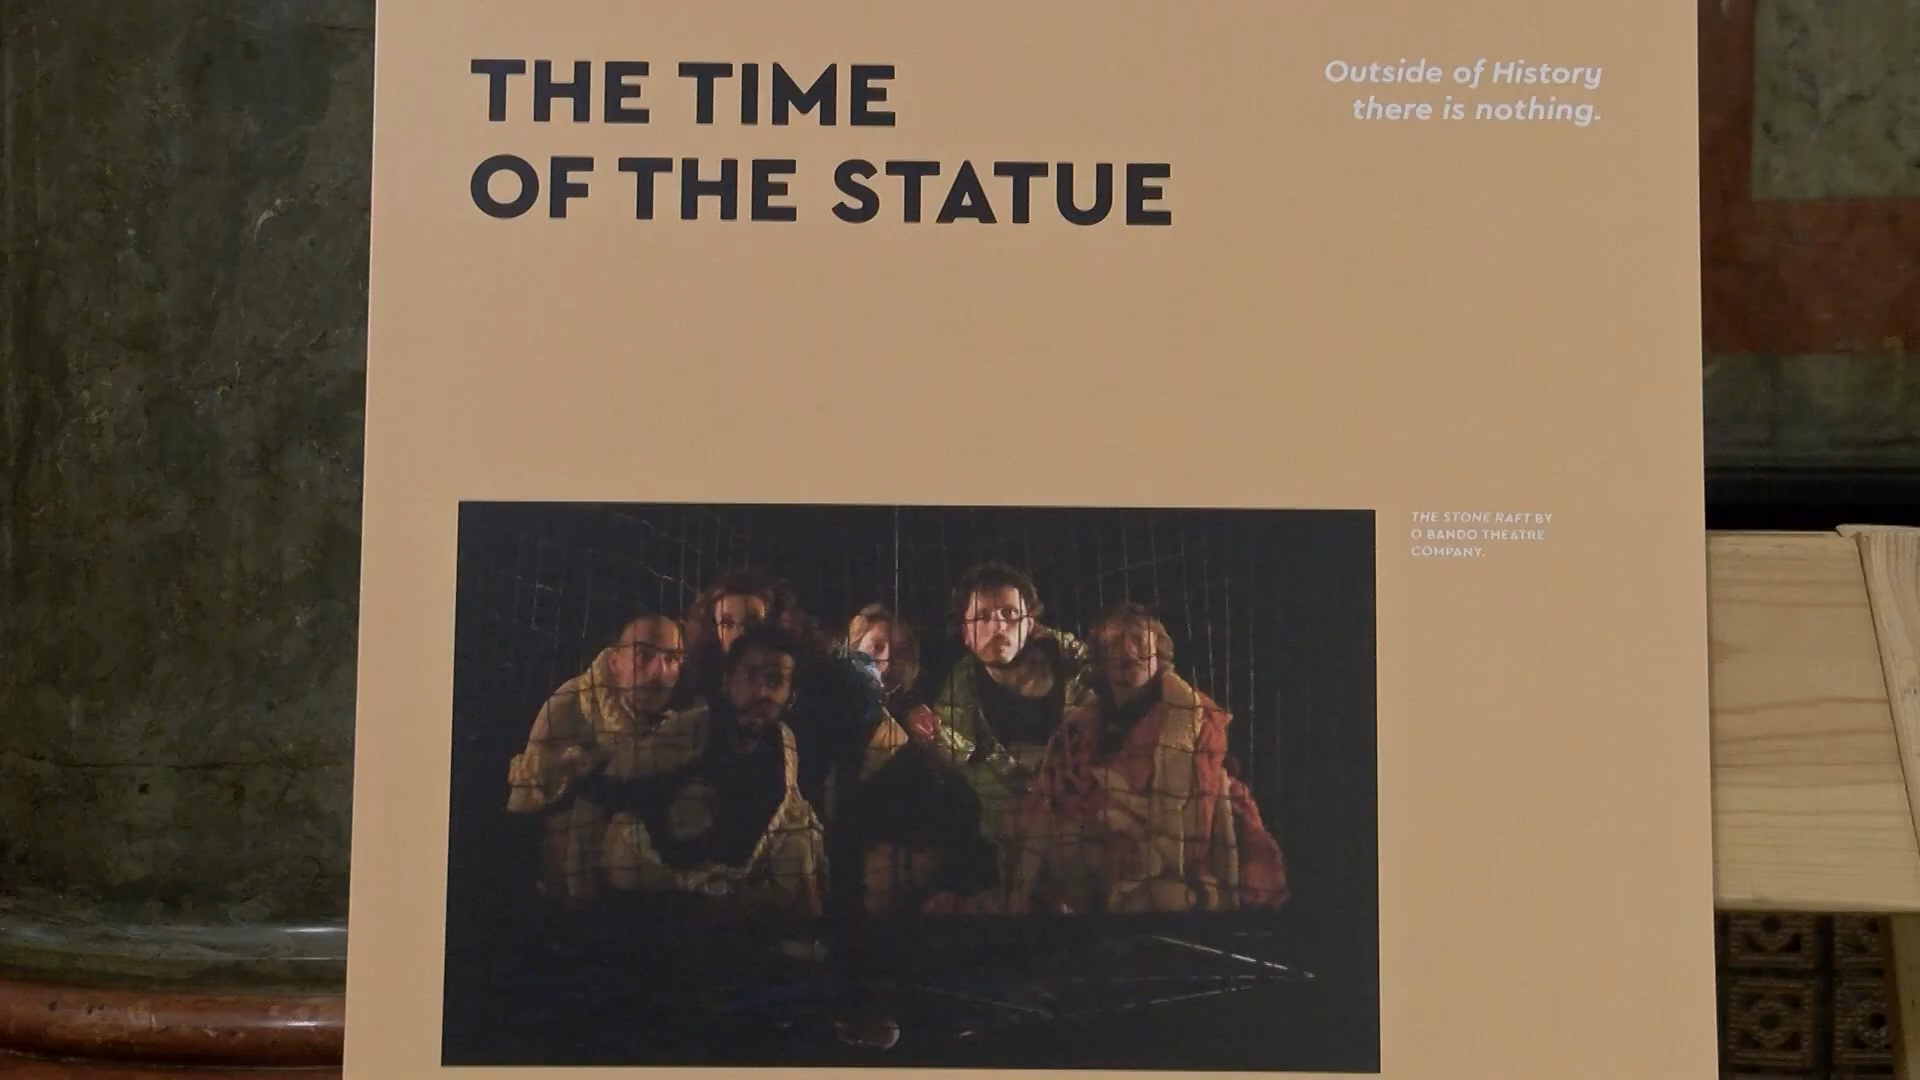 THE TIME
OF THE STATUE
Outside of History
there is nothing.
THE STONE RAFT BY
O BANDO THEATRE
COMPANY.